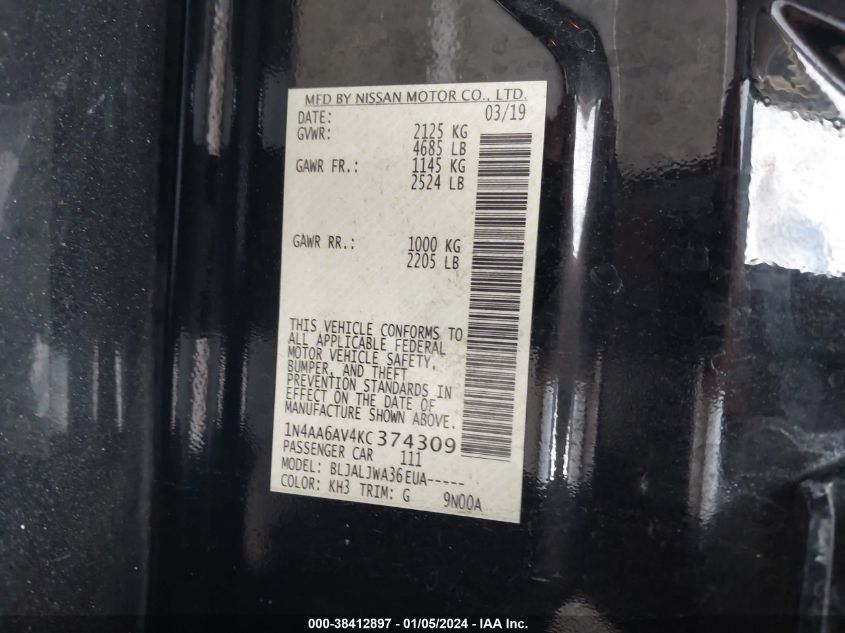 MFD BY NISSAN MOTOR CO., LTD.
DATE: 03/19
GVWR: 2125 KG
4685 LB
GAWR FR.: 1145 KG
2524 LB
GAWR RR.: 1000 KG
2205 LB
THIS VEHICLE CONFORMS TO
ALL APPLICABLE FEDERAL
MOTOR VEHICLE SAFETY,
BUMPER, AND THEFT
PREVENTION STANDARDS IN
EFFECT ON THE DATE OF
MANUFACTURE SHOWN ABOVE.
1N4AA6AV4KC374309
PASSENGER CAR 111
MODEL: BLJALJWA36EUA-----
COLOR: KH3 TRIM: G 9N00A
000-38412897 - 01/05/2024 - IAA Inc.